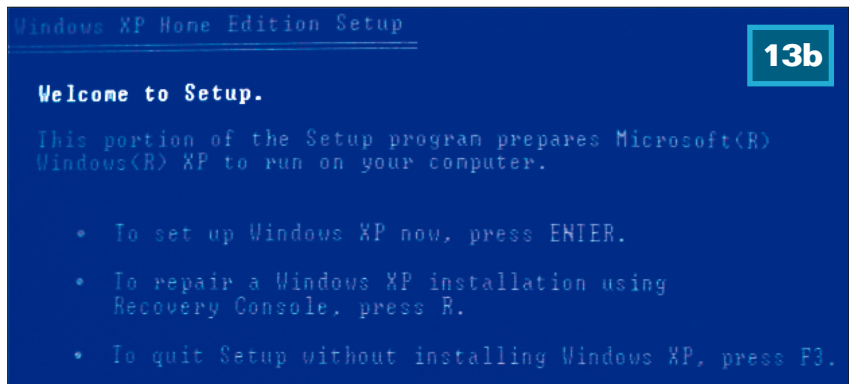 Windows XP Home Edition Setup
13b
Welcome to Setup.
This portion of the Setup program prepares Microsoft(R)
Windows(R) XP to run on your computer.
• To set up Windows XP now, press ENTER.
• To repair a Windows XP installation using
Recovery Console, press R.
• To quit Setup without installing Windows XP, press F3.